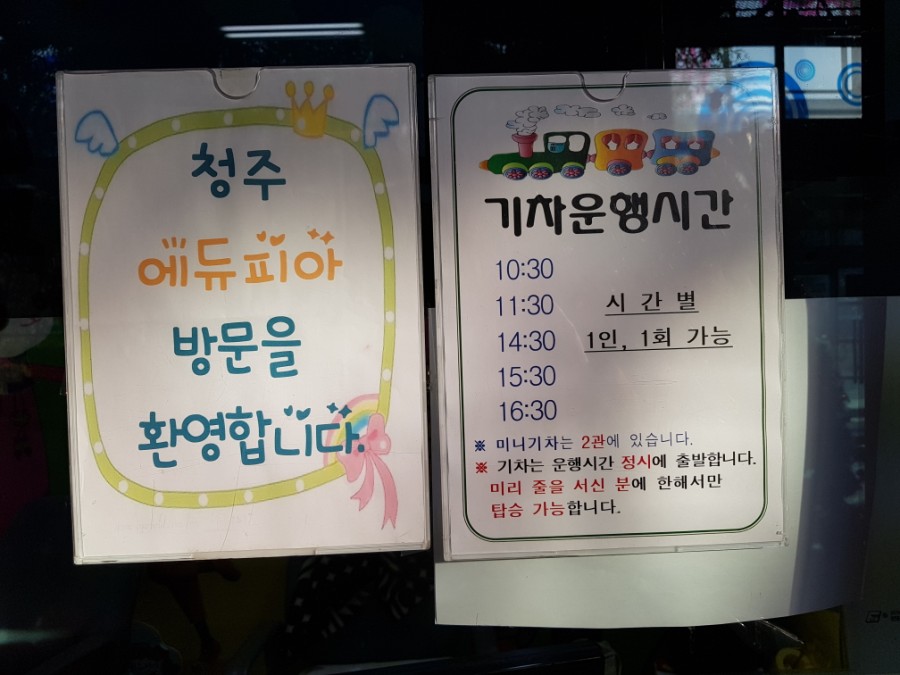 청주
에듀피아
방문을
환영합니다.
기차운행시간
10:30
11:30
14:30
15:30
16:30
시 간 별
1인, 1회 가능
※ 미니기차는 2관에 있습니다.
※ 기차는 운행시간 정시에 출발합니다.
미리 줄을 서신 분에 한해서만
탑승 가능합니다.